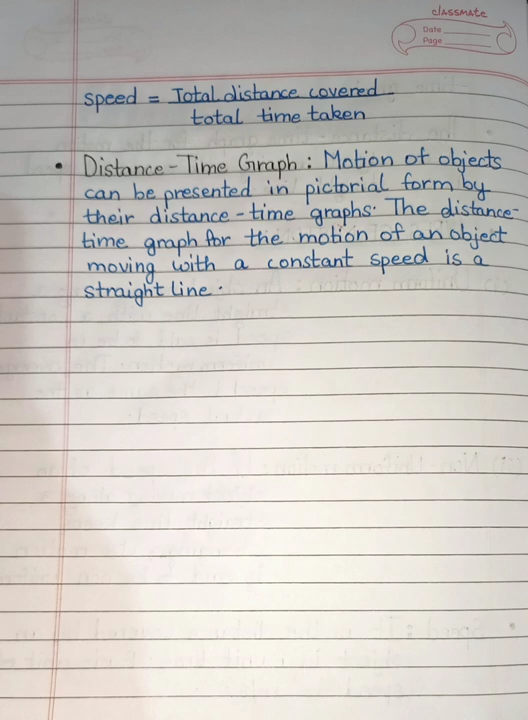 classmate
Date
Page
speed = Total distance covered
total time taken
• Distance-Time Graph : Motion of objects
can be presented in pictorial form by
their distance-time graphs. The distance-
time graph for the motion of an object
moving with a constant speed is a
straight line.